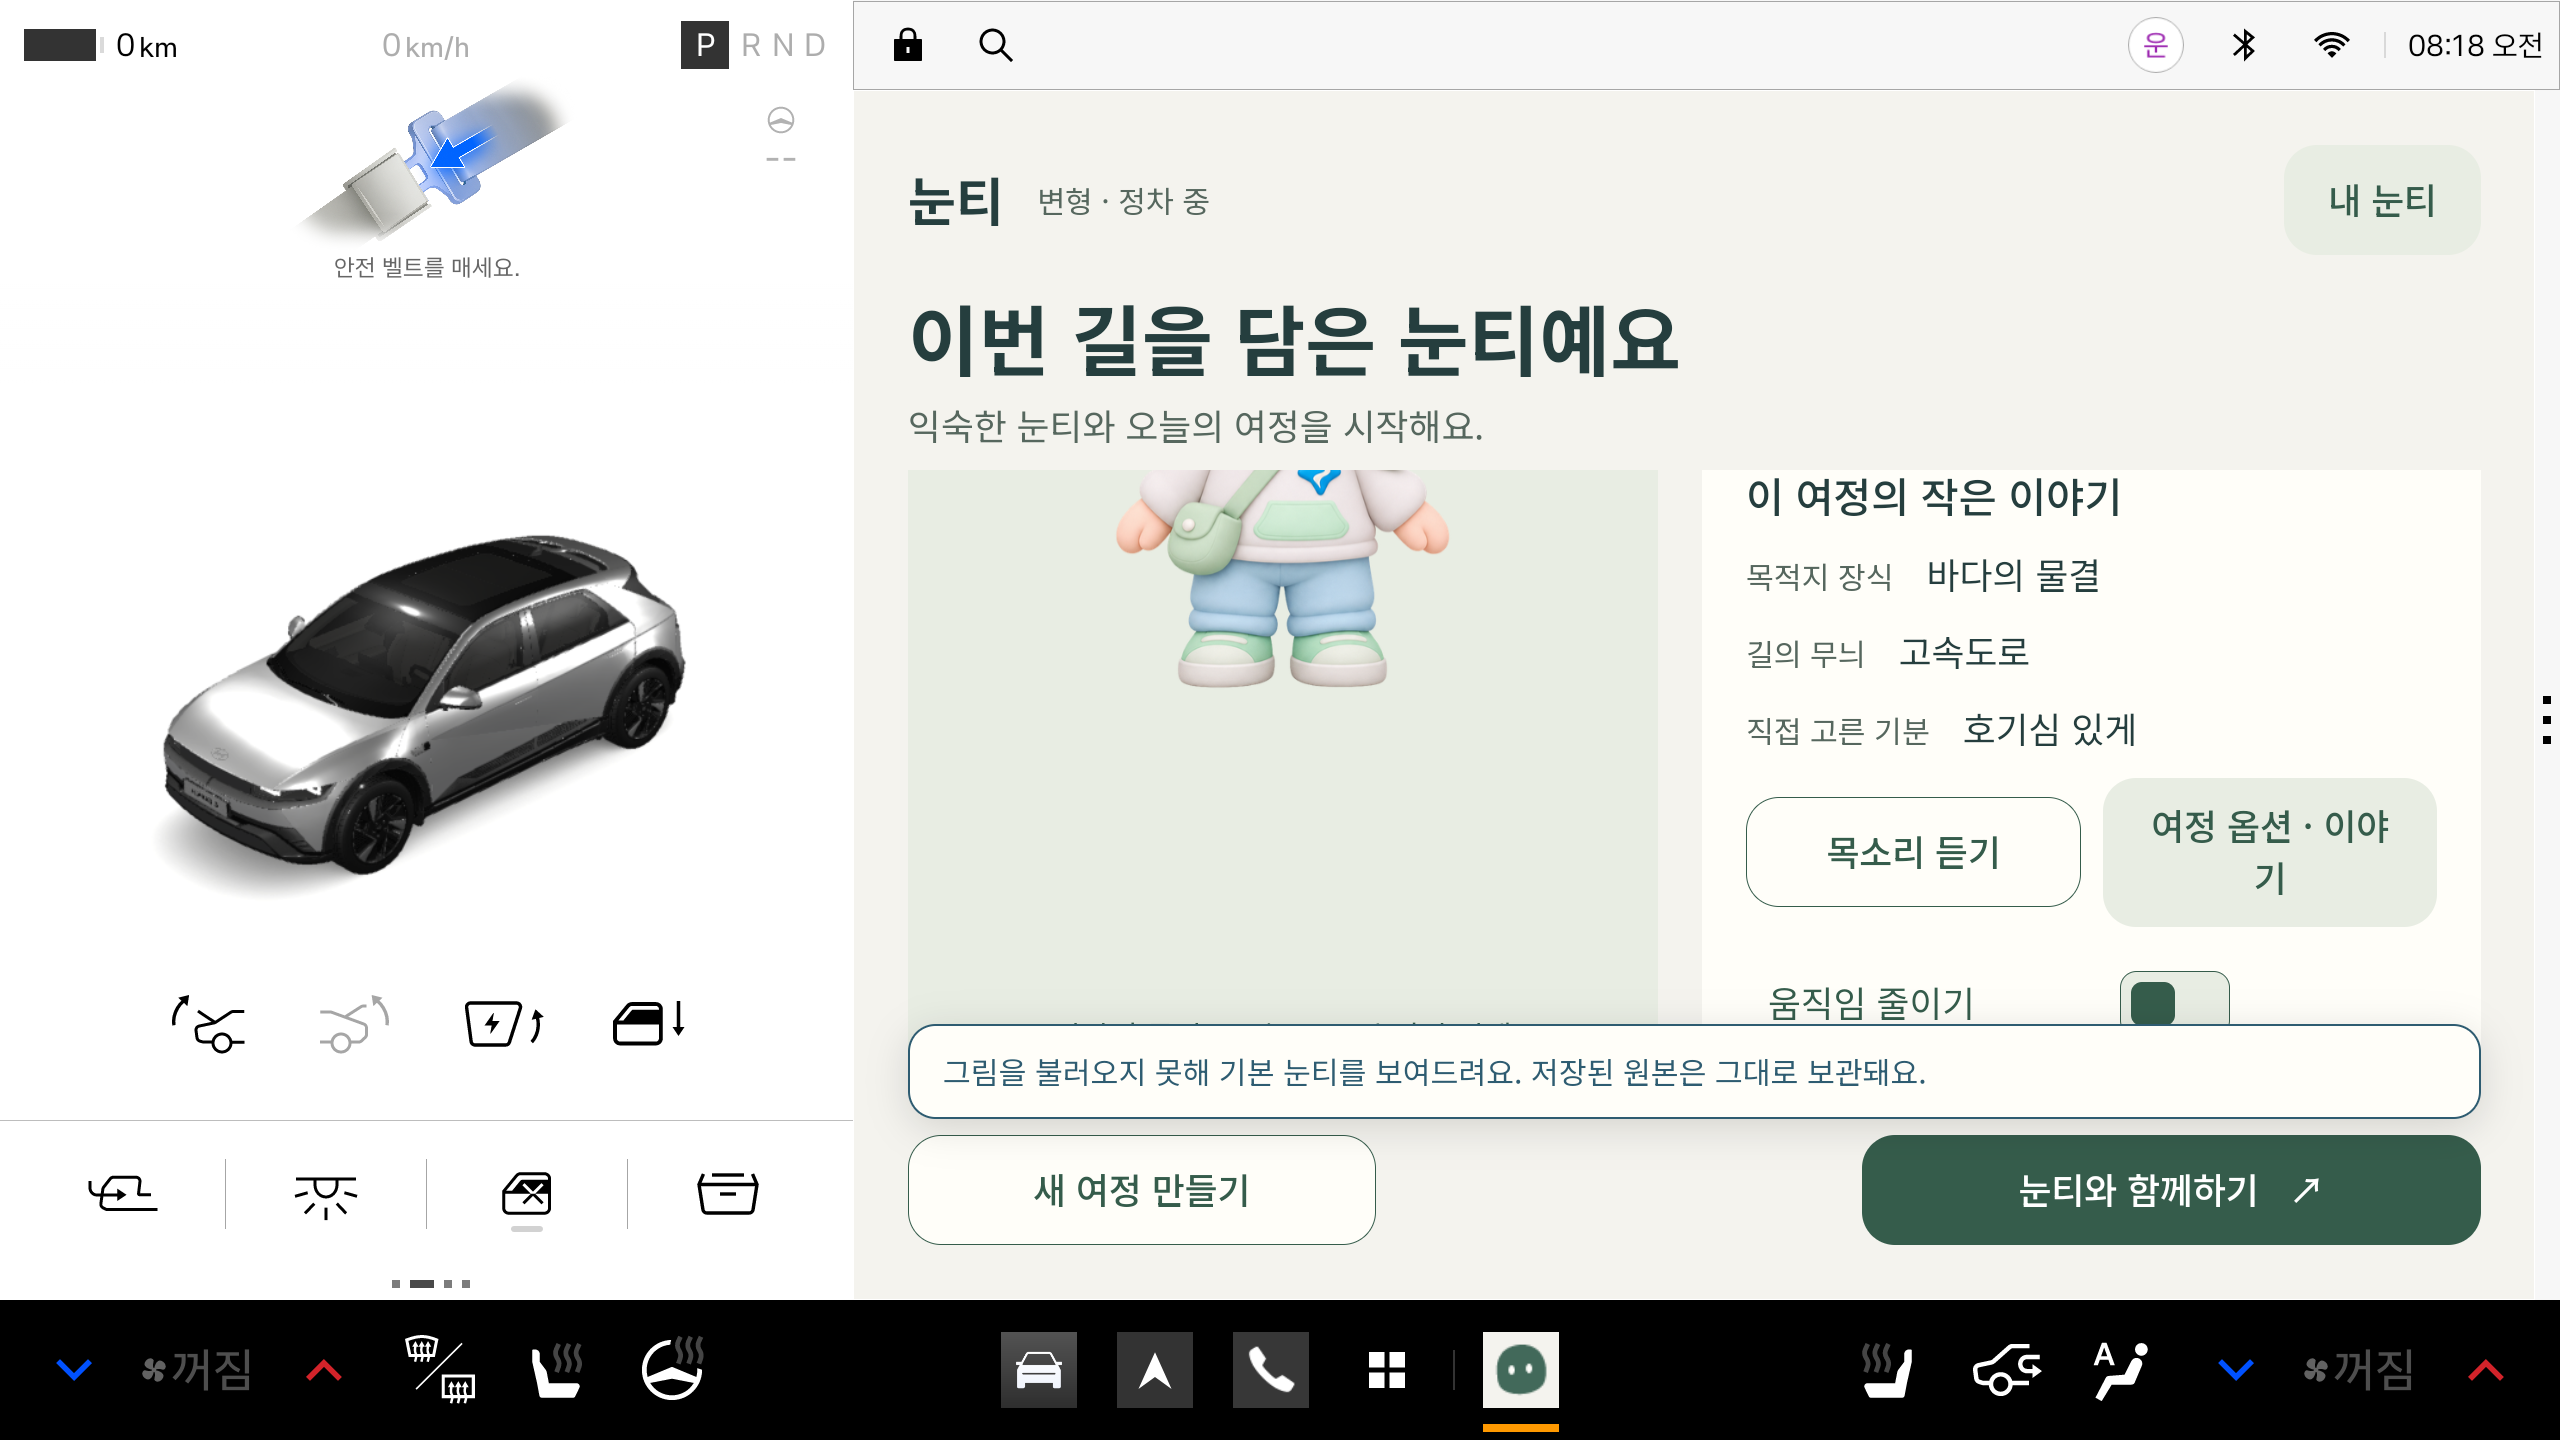 0 km
0 km/h
P R N D
운
08:18 오전
--
안전 벨트를 매세요.
눈티
변형 · 정차 중
내 눈티
이번 길을 담은 눈티예요
익숙한 눈티와 오늘의 여정을 시작해요.
이 여정의 작은 이야기
목적지 장식 바다의 물결
길의 무늬 고속도로
직접 고른 기분 호기심 있게
목소리 듣기
여정 옵션 · 이야
기
움직임 줄이기
그림을 불러오지 못해 기본 눈티를 보여드려요. 저장된 원본은 그대로 보관돼요.
새 여정 만들기
눈티와 함께하기 ↗
꺼짐
A
꺼짐